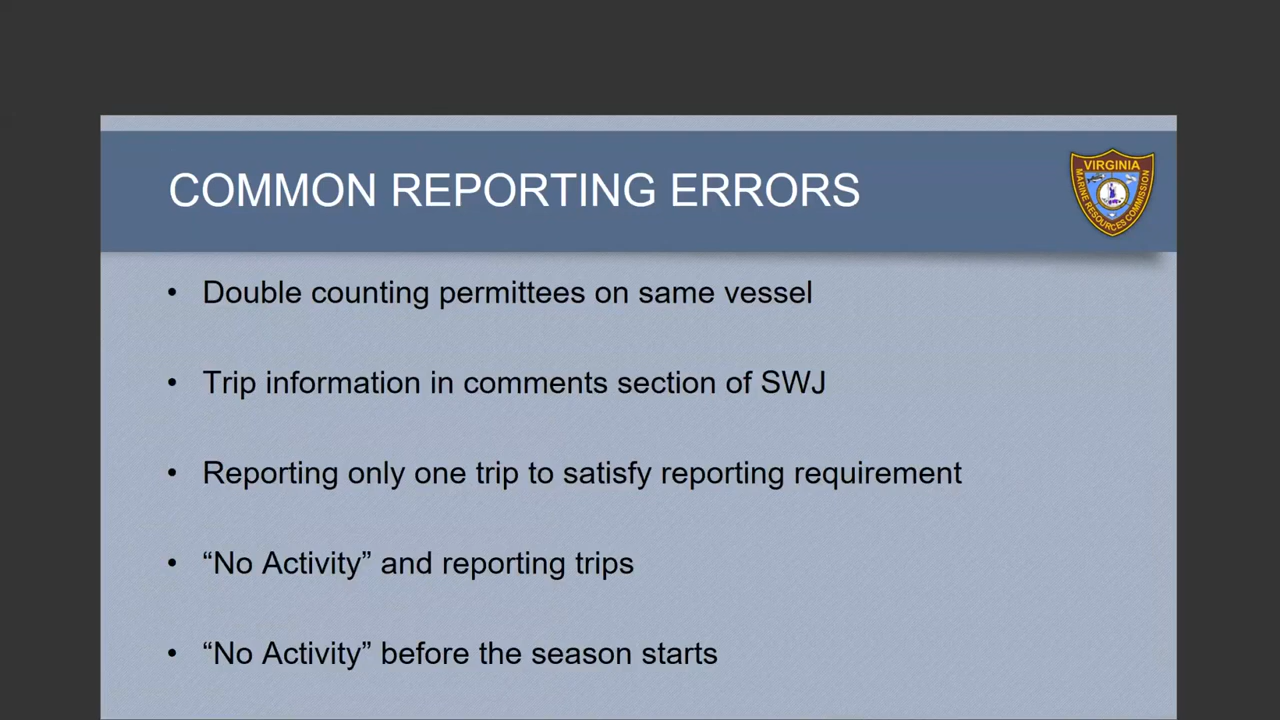 COMMON REPORTING ERRORS
VIRGINIA
MARINE RESOURCES COMMISSION
• Double counting permittees on same vessel
• Trip information in comments section of SWJ
• Reporting only one trip to satisfy reporting requirement
• “No Activity” and reporting trips
• “No Activity” before the season starts